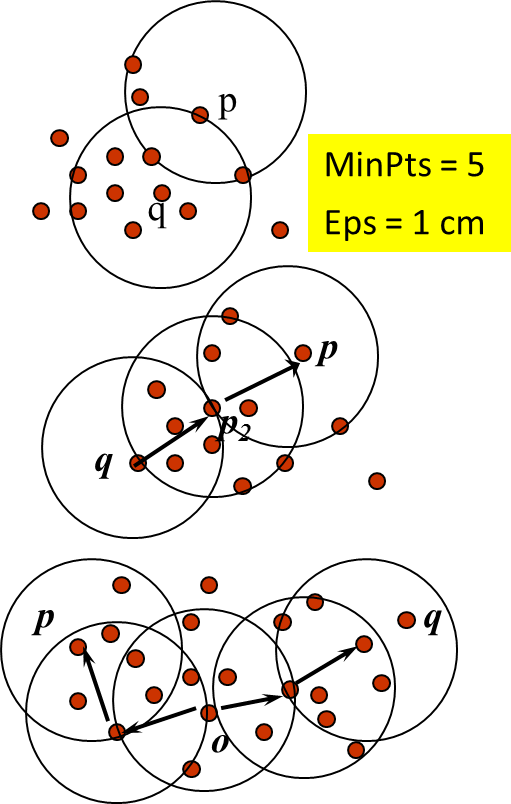 p
MinPts = 5
q
Eps = 1 cm
p
p2
q
p
q
o